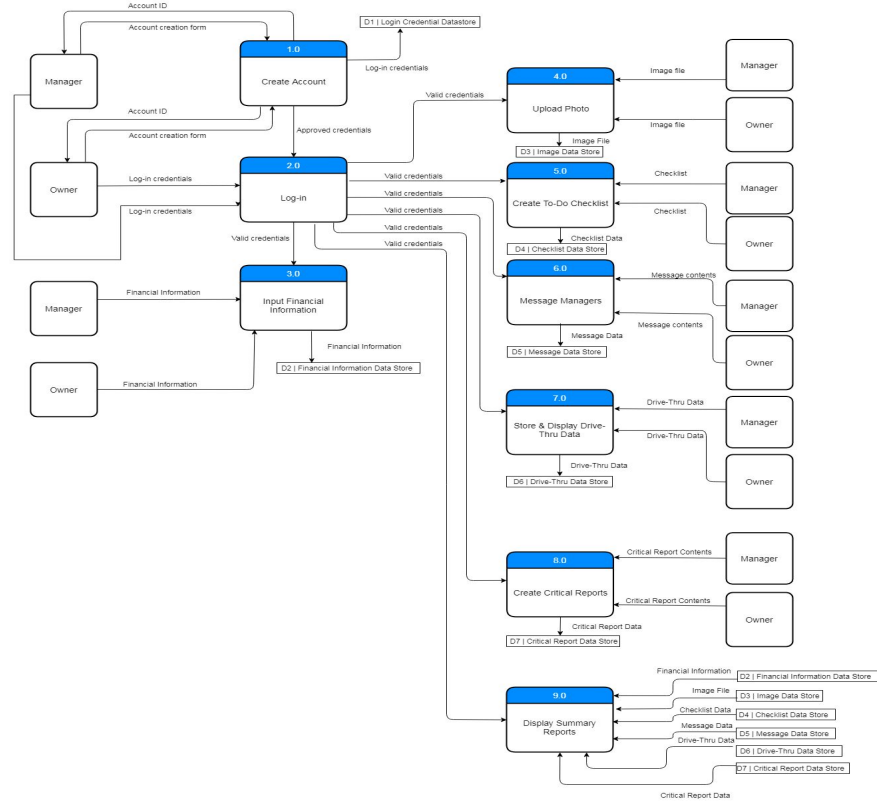 Account ID
Account creation form
D1 | Login Credential Datastore
1.0
Create Account
Manager
Log-in credentials
Account ID
Account creation form
Approved credentials
Owner
Log-in credentials
Log-in credentials
2.0
Log-in
Valid credentials
Valid credentials
Valid credentials
Valid credentials
Valid credentials
Valid credentials
Valid credentials
3.0
Input Financial
Information
Manager
Financial Information
Owner
Financial Information
Financial Information
D2 | Financial Information Data Store
4.0
Upload Photo
Image file
Manager
Image file
Owner
Image File
D3 | Image Data Store
5.0
Create To-Do Checklist
Checklist
Manager
Checklist
Owner
Checklist Data
D4 | Checklist Data Store
6.0
Message Managers
Message contents
Manager
Message contents
Owner
Message Data
D5 | Message Data Store
7.0
Store & Display Drive-
Thru Data
Drive-Thru Data
Manager
Drive-Thru Data
Owner
Drive-Thru Data
D6 | Drive-Thru Data Store
8.0
Create Critical Reports
Critical Report Contents
Manager
Critical Report Contents
Owner
Critical Report Data
D7 | Critical Report Data Store
9.0
Display Summary
Reports
Financial Information
D2 | Financial Information Data Store
Image File
D3 | Image Data Store
Checklist Data
D4 | Checklist Data Store
Message Data
D5 | Message Data Store
Drive-Thru Data
D6 | Drive-Thru Data Store
D7 | Critical Report Data Store
Critical Report Data